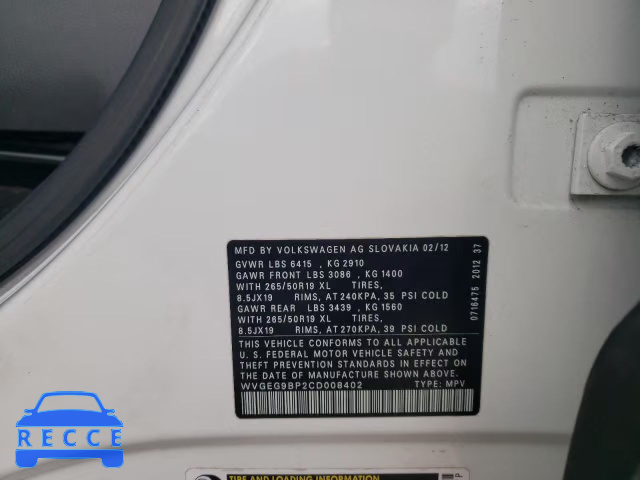 MFD BY VOLKSWAGEN AG SLOVAKIA 02/12
GVWR LBS 6415 , KG 2910
GAWR FRONT LBS 3086 , KG 1400
WITH 265/50R19 XL TIRES,
8.5JX19 RIMS, AT 240KPA, 35 PSI COLD
GAWR REAR LBS 3439 , KG 1560
WITH 265/50R19 XL TIRES,
8.5JX19 RIMS, AT 270KPA, 39 PSI COLD
THIS VEHICLE CONFORMS TO ALL APPLICABLE
U.S. FEDERAL MOTOR VEHICLE SAFETY AND
THEFT PREVENTION STANDARDS IN EFFECT ON
THE DATE OF MANUFACTURE SHOWN ABOVE
WVGEG9BP2CD008402 TYPE: MPV
0716475 2012 37
TIRE AND LOADING INFORMATION
RECCE